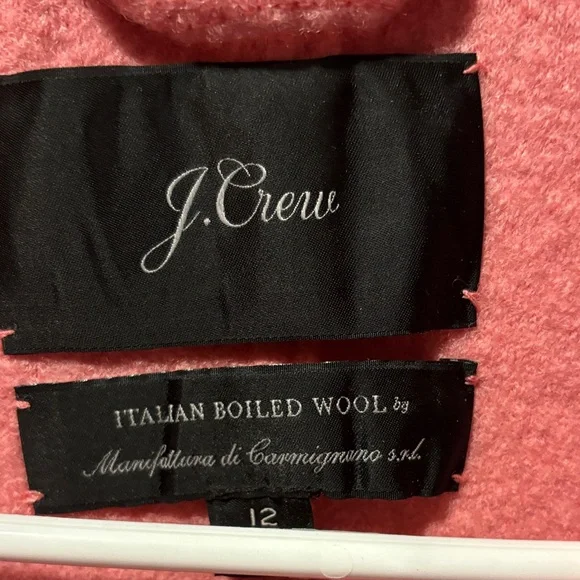 J.Crew
ITALIAN BOILED WOOL by
Manifattura di Carmignano s.r.l.
12